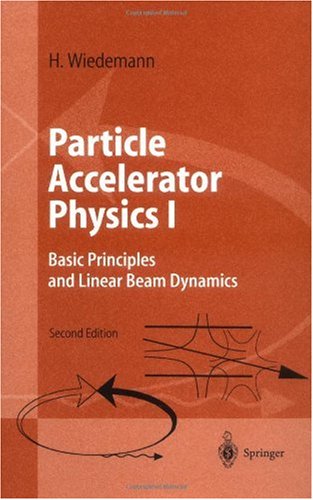 H. Wiedemann
Particle
Accelerator
Physics I
Basic Principles
and Linear Beam Dynamics
Second Edition
Springer